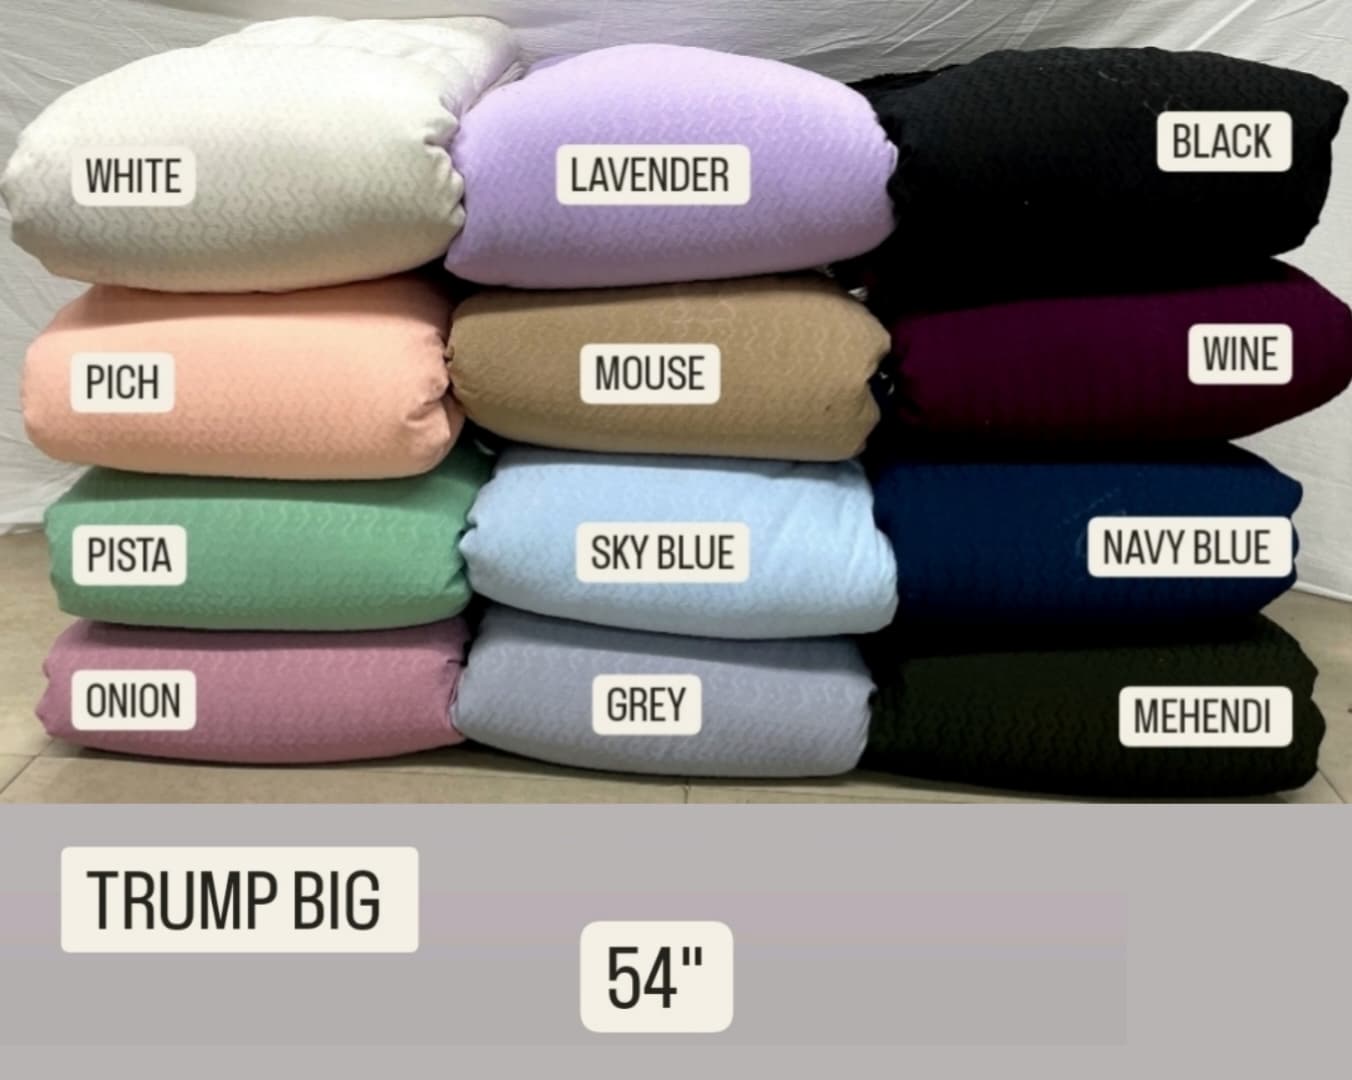 WHITE
LAVENDER
BLACK
PICH
MOUSE
WINE
PISTA
SKY BLUE
NAVY BLUE
ONION
GREY
MEHENDI
TRUMP BIG
54"